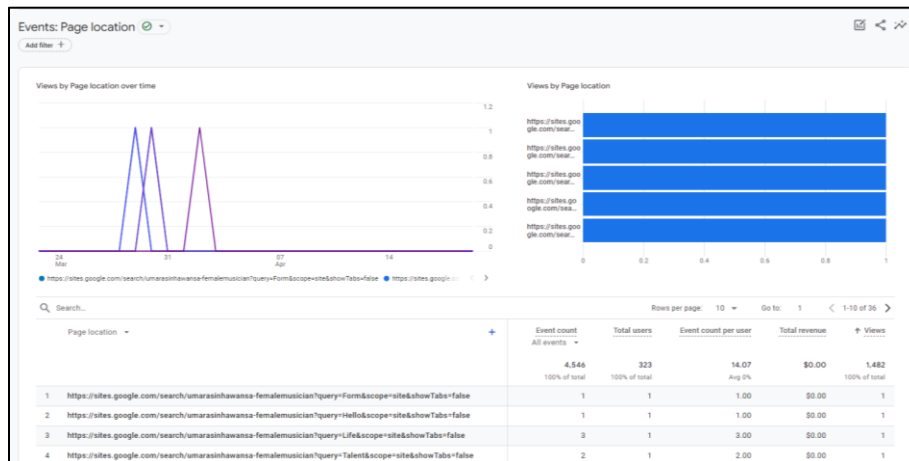 Events: Page location
Add filter +
Views by Page location over time
1.2
1
0.8
0.6
0.4
0.2
0
24
Mar
31
07
Apr
14
https://sites.google.com/search/umarasinhawansa-femalemusician?query=Form&scope=site&showTabs=false
https://sites.google.co
Views by Page location
https://sites.goo
gle.com/sear...
https://sites.goo
gle.com/sear...
https://sites.goo
gle.com/sear...
https://sites.go
ogle.com/sea...
https://sites.goo
gle.com/sear...
0 0.2 0.4 0.6 0.8 1
Search... Rows per page: 10 Go to: 1 < 1-10 of 36 >
Page location + Event count Total users Event count per user Total revenue ↑ Views
All events
4,546 323 14.07 $0.00 1,482
100% of total 100% of total Avg 0% 100% of total
1 https://sites.google.com/search/umarasinhawansa-femalemusician?query=Form&scope=site&showTabs=false 1 1 1.00 $0.00 1
2 https://sites.google.com/search/umarasinhawansa-femalemusician?query=Hello&scope=site&showTabs=false 1 1 1.00 $0.00 1
3 https://sites.google.com/search/umarasinhawansa-femalemusician?query=Life&scope=site&showTabs=false 3 1 3.00 $0.00 1
4 https://sites.google.com/search/umarasinhawansa-femalemusician?query=Talent&scope=site&showTabs=false 2 1 2.00 $0.00 1